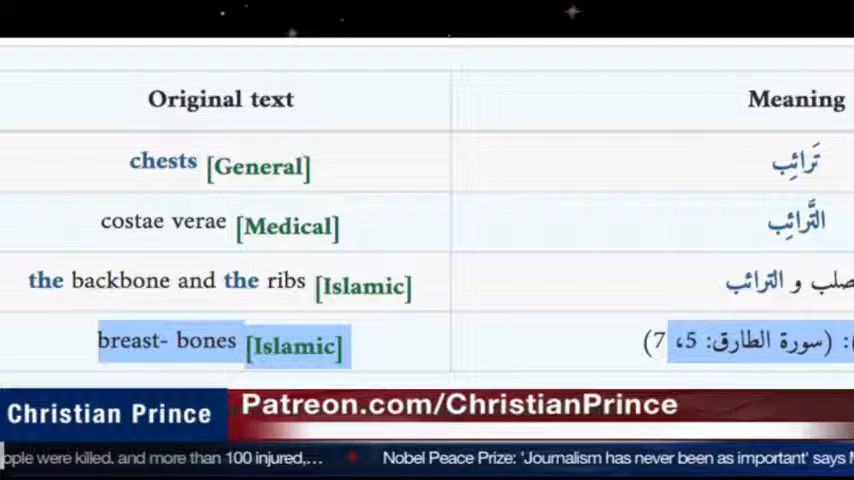 Original text Meaning
chests [General] تَرائِب
costae verae [Medical] التَّرائِب
the backbone and the ribs [Islamic] صلب و الترائب
breast- bones [Islamic] : (سورة الطارق: 5، 7)
Christian Prince Patreon.com/ChristianPrince
ople were killed. and more than 100 injured,... Nobel Peace Prize: 'Journalism has never been as important' says